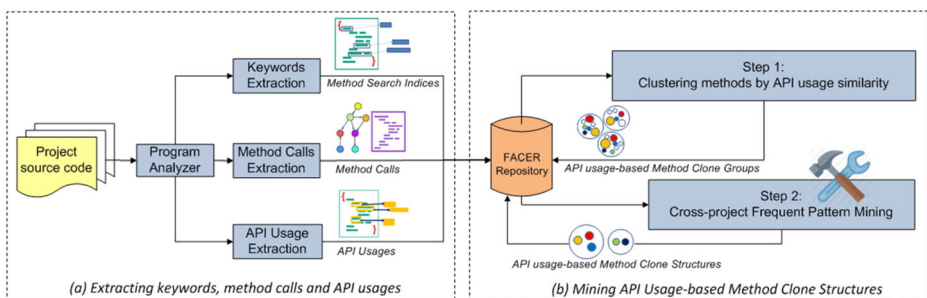 Project
source code
Program
Analyzer
Keywords
Extraction
Method Search Indices
Method Calls
Extraction
Method Calls
API Usage
Extraction
API Usages
(a) Extracting keywords, method calls and API usages
FACER
Repository
Step 1:
Clustering methods by API usage similarity
API usage-based Method Clone Groups
Step 2:
Cross-project Frequent Pattern Mining
API usage-based Method Clone Structures
(b) Mining API Usage-based Method Clone Structures